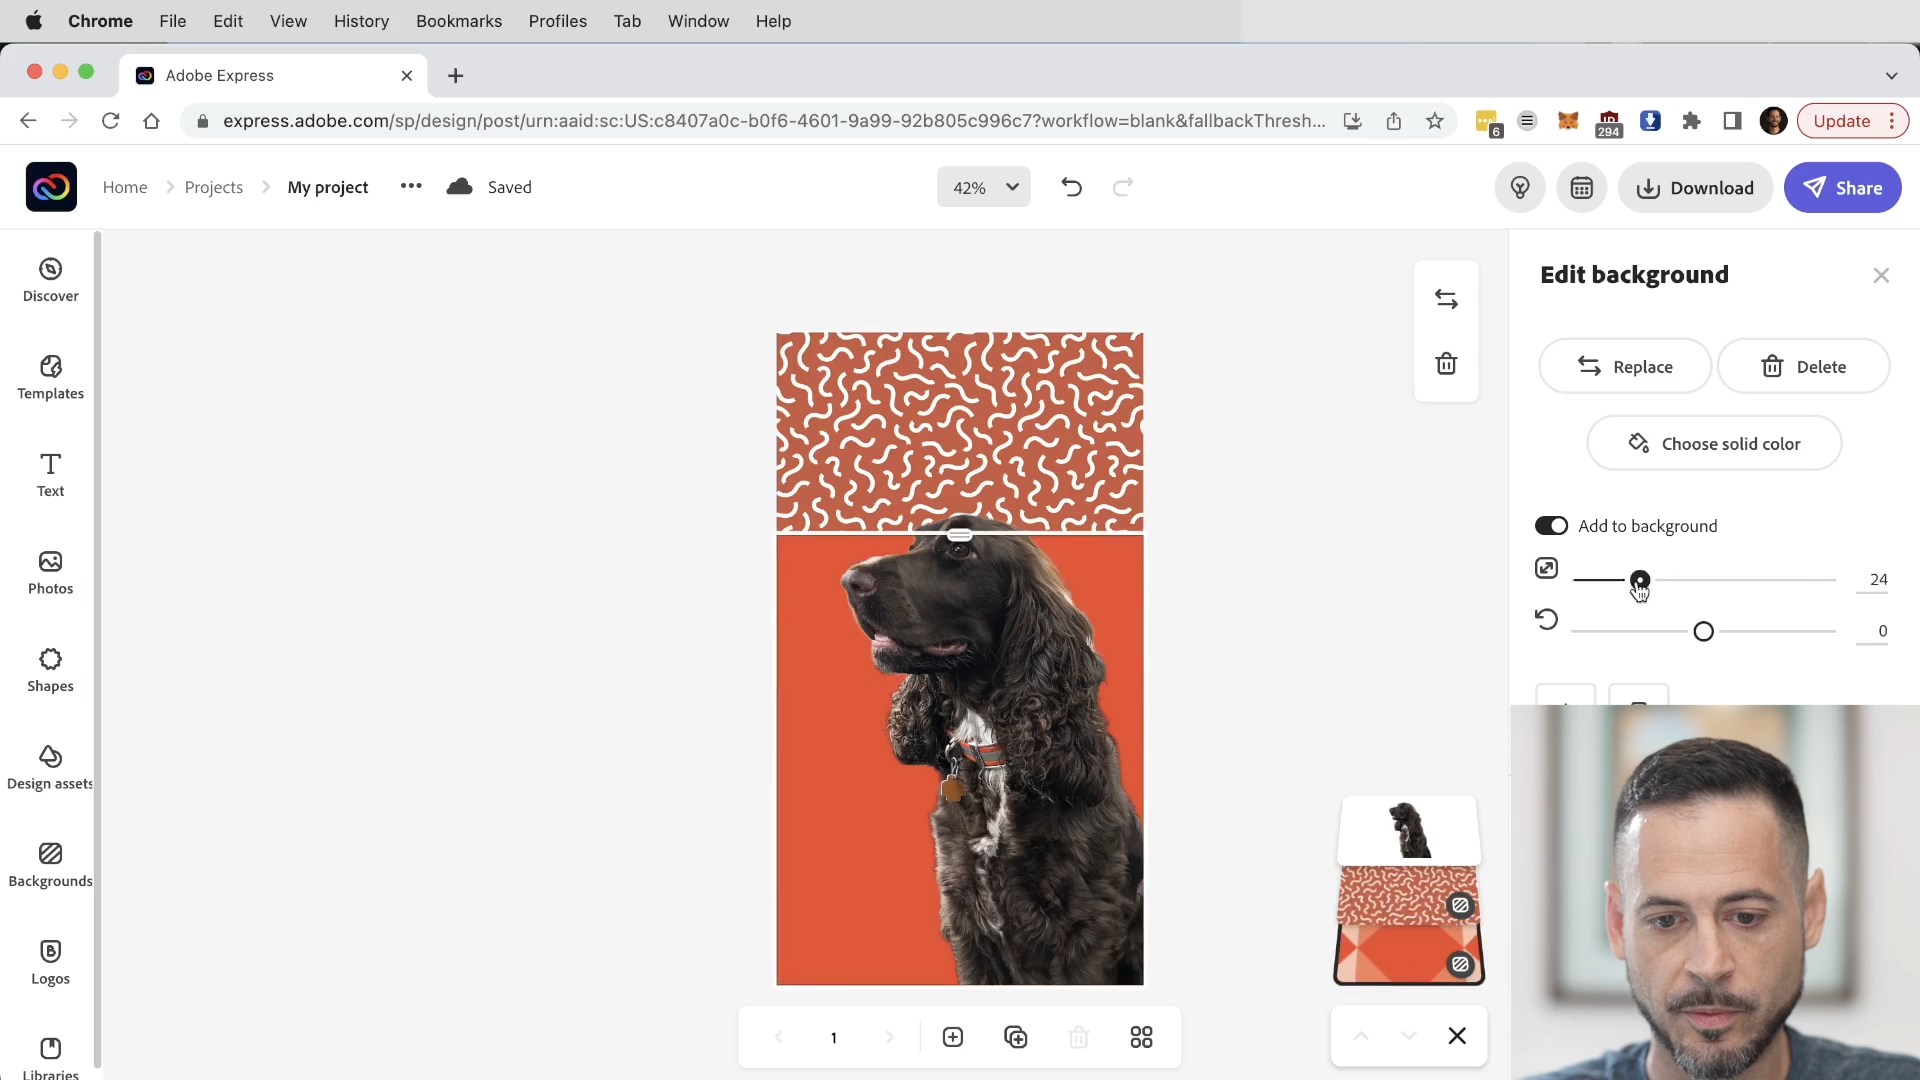 Chrome File Edit View History Bookmarks Profiles Tab Window Help
Adobe Express
express.adobe.com/sp/design/post/urn:aaid:sc:US:c8407a0c-b0f6-4601-9a99-92b805c996c7?workflow=blank&fallbackThresh...
6
294
Update
Home Projects My project ••• Saved
42%
Download
Share
Discover
Templates
Text
Photos
Shapes
Design assets
Backgrounds
Logos
Libraries
Edit background
Replace
Delete
Choose solid color
Add to background
24
0
1